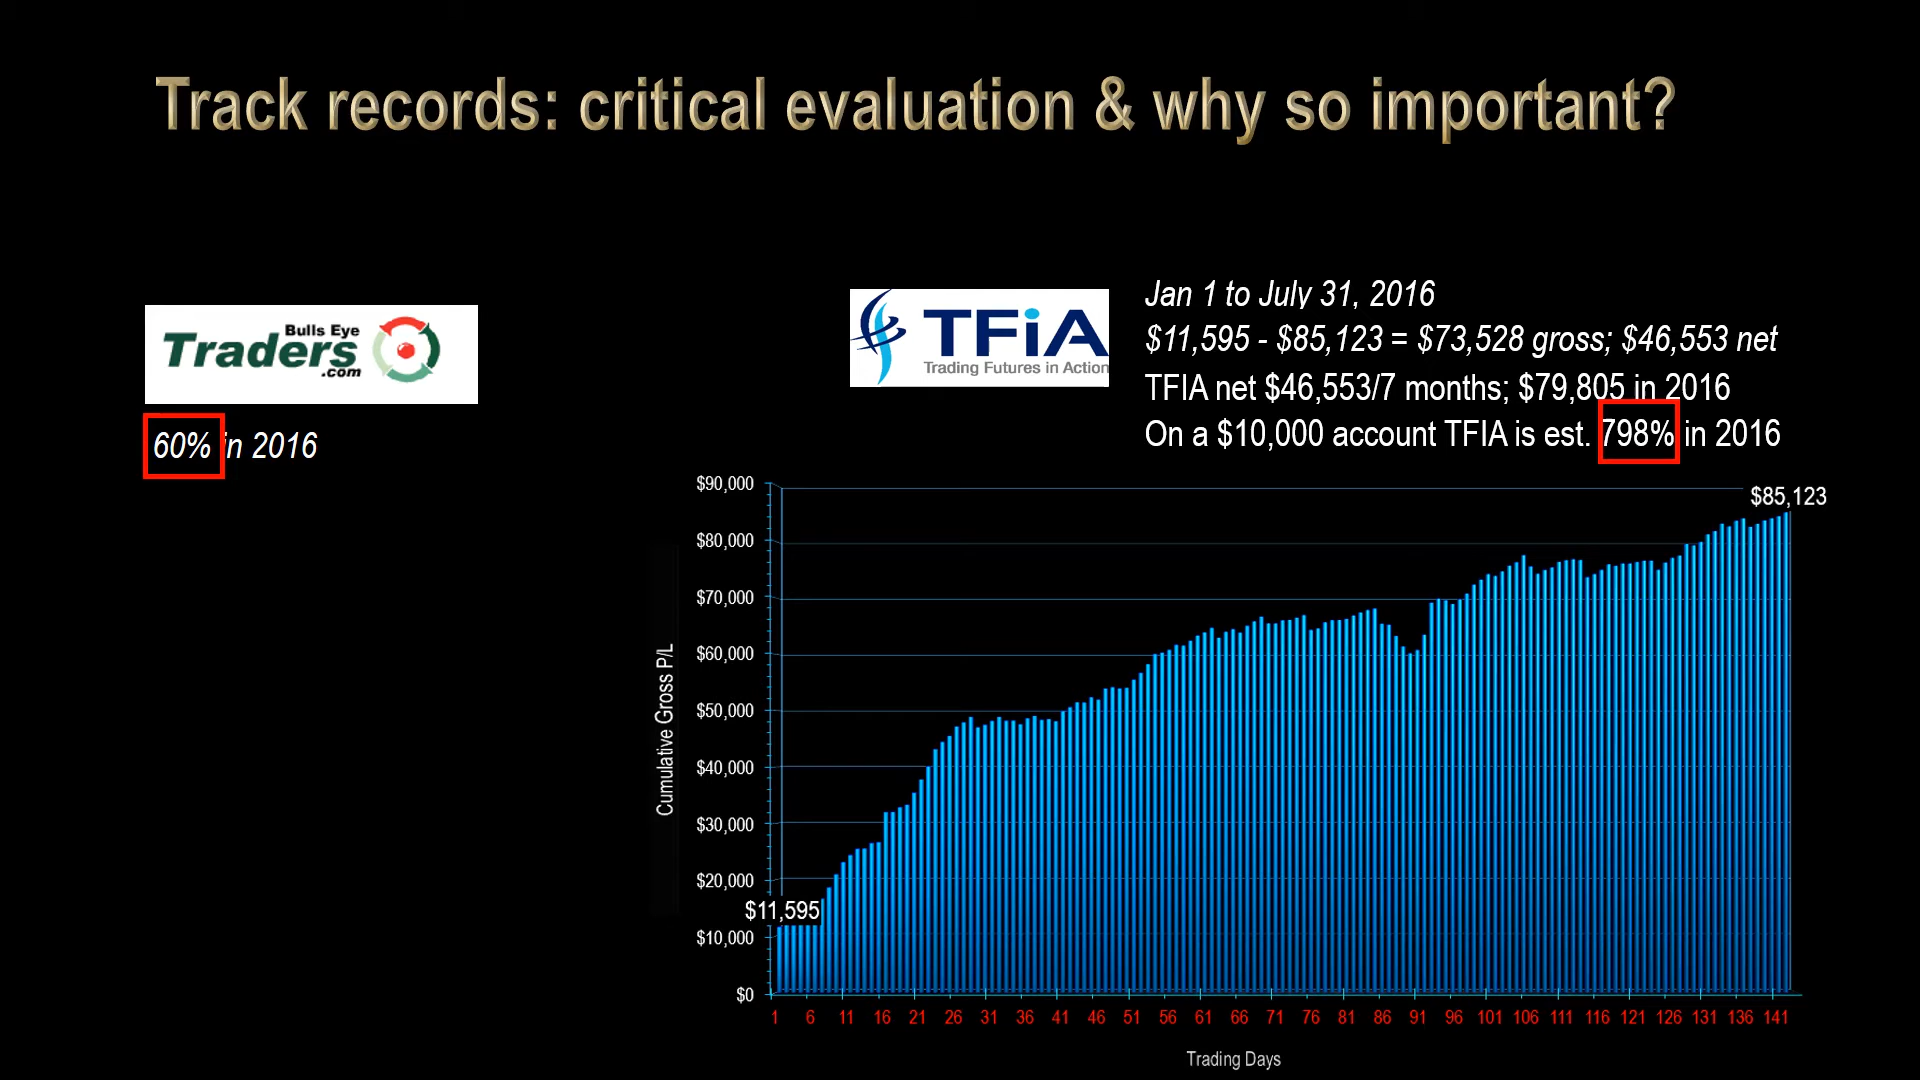 Track records: critical evaluation & why so important?
Bulls Eye
Traders
.com
60% in 2016
TFiA
Trading Futures in Action
Jan 1 to July 31, 2016
$11,595 - $85,123 = $73,528 gross; $46,553 net
TFIA net $46,553/7 months; $79,805 in 2016
On a $10,000 account TFIA is est. 798% in 2016
$90,000
$85,123
$80,000
$70,000
$60,000
$50,000
$40,000
$30,000
$20,000
$11,595
$10,000
$0
Cumulative Gross P/L
1 6 11 16 21 26 31 36 41 46 51 56 61 66 71 76 81 86 91 96 101 106 111 116 121 126 131 136 141
Trading Days